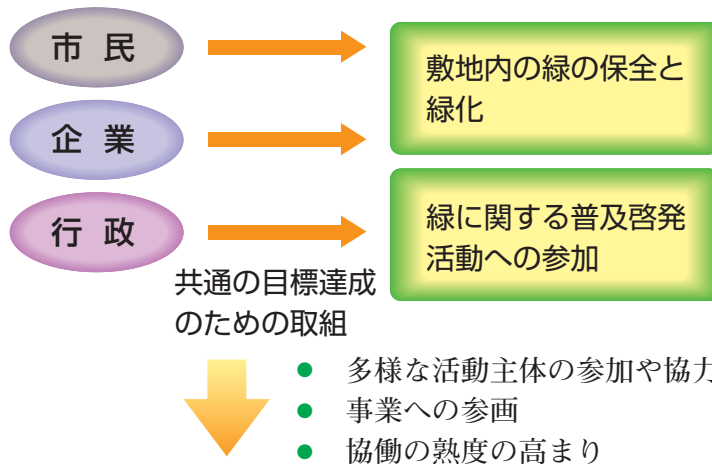 市民
敷地内の緑の保全と
緑化
企業
行政
緑に関する普及啓発
活動への参加
共通の目標達成
のための取組
● 多様な活動主体の参加や協力
● 事業への参画
● 協働の熟度の高まり